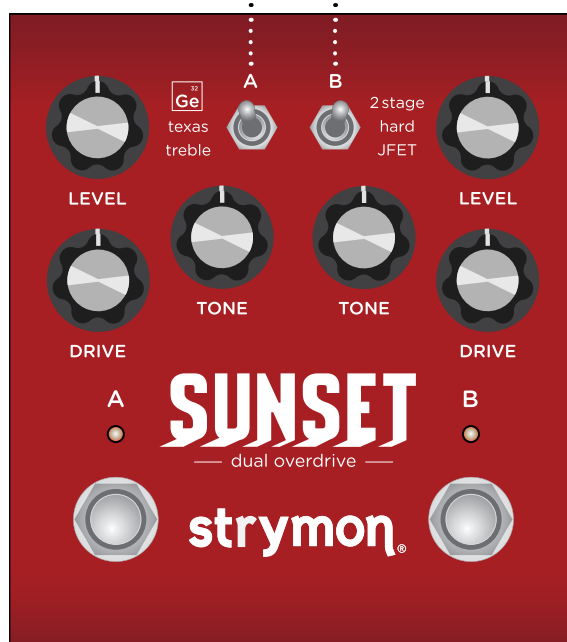 A B
32
Ge
texas
treble
2 stage
hard
JFET
LEVEL
LEVEL
TONE
TONE
DRIVE
DRIVE
A
B
SUNSET
dual overdrive
strymon®